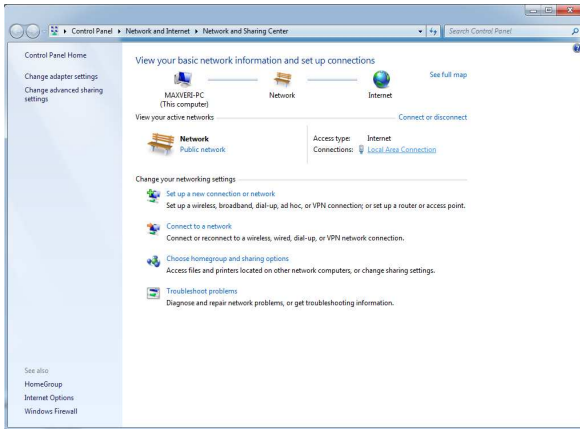 Control Panel ▸ Network and Internet ▸ Network and Sharing Center
Search Control Panel
Control Panel Home
Change adapter settings
Change advanced sharing
settings
View your basic network information and set up connections
See full map
MAXVERI-PC
(This computer)
Network
Internet
View your active networks
Connect or disconnect
Network
Public network
Access type: Internet
Connections: Local Area Connection
Change your networking settings
Set up a new connection or network
Set up a wireless, broadband, dial-up, ad hoc, or VPN connection; or set up a router or access point.
Connect to a network
Connect or reconnect to a wireless, wired, dial-up, or VPN network connection.
Choose homegroup and sharing options
Access files and printers located on other network computers, or change sharing settings.
Troubleshoot problems
Diagnose and repair network problems, or get troubleshooting information.
See also
HomeGroup
Internet Options
Windows Firewall